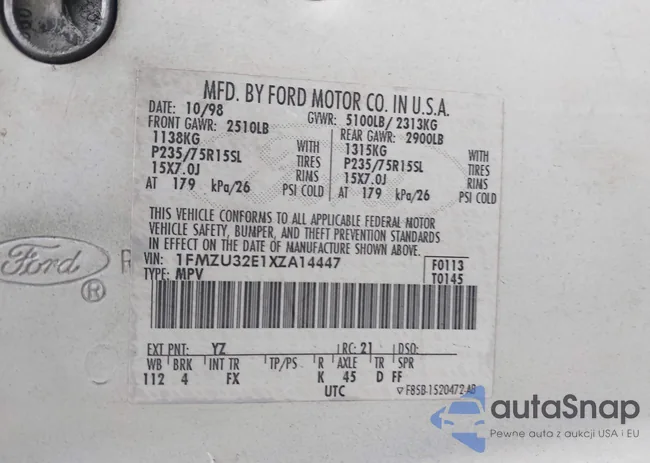 MFD. BY FORD MOTOR CO. IN U.S.A.
DATE: 10/98 GVWR: 5100LB/ 2313KG
FRONT GAWR: 2510LB REAR GAWR: 2900LB
1138KG WITH 1315KG WITH
P235/75R15SL TIRES P235/75R15SL TIRES
15X7.0J RIMS 15X7.0J RIMS
AT 179 kPa/26 PSI COLD AT 179 kPa/26 PSI COLD
THIS VEHICLE CONFORMS TO ALL APPLICABLE FEDERAL MOTOR
VEHICLE SAFETY, BUMPER, AND THEFT PREVENTION STANDARDS
IN EFFECT ON THE DATE OF MANUFACTURE SHOWN ABOVE.
VIN: 1FMZU32E1XZA14447 F0113
TYPE: MPV T0145
Ford R
®
EXT PNT: YZ RC: 21 DSO:
WB BRK INT TR TP/PS R AXLE TR SPR
112 4 FX K 45 D FF
UTC F85B-1520472-AB
autaSnap
Pewne auta z aukcji USA i EU